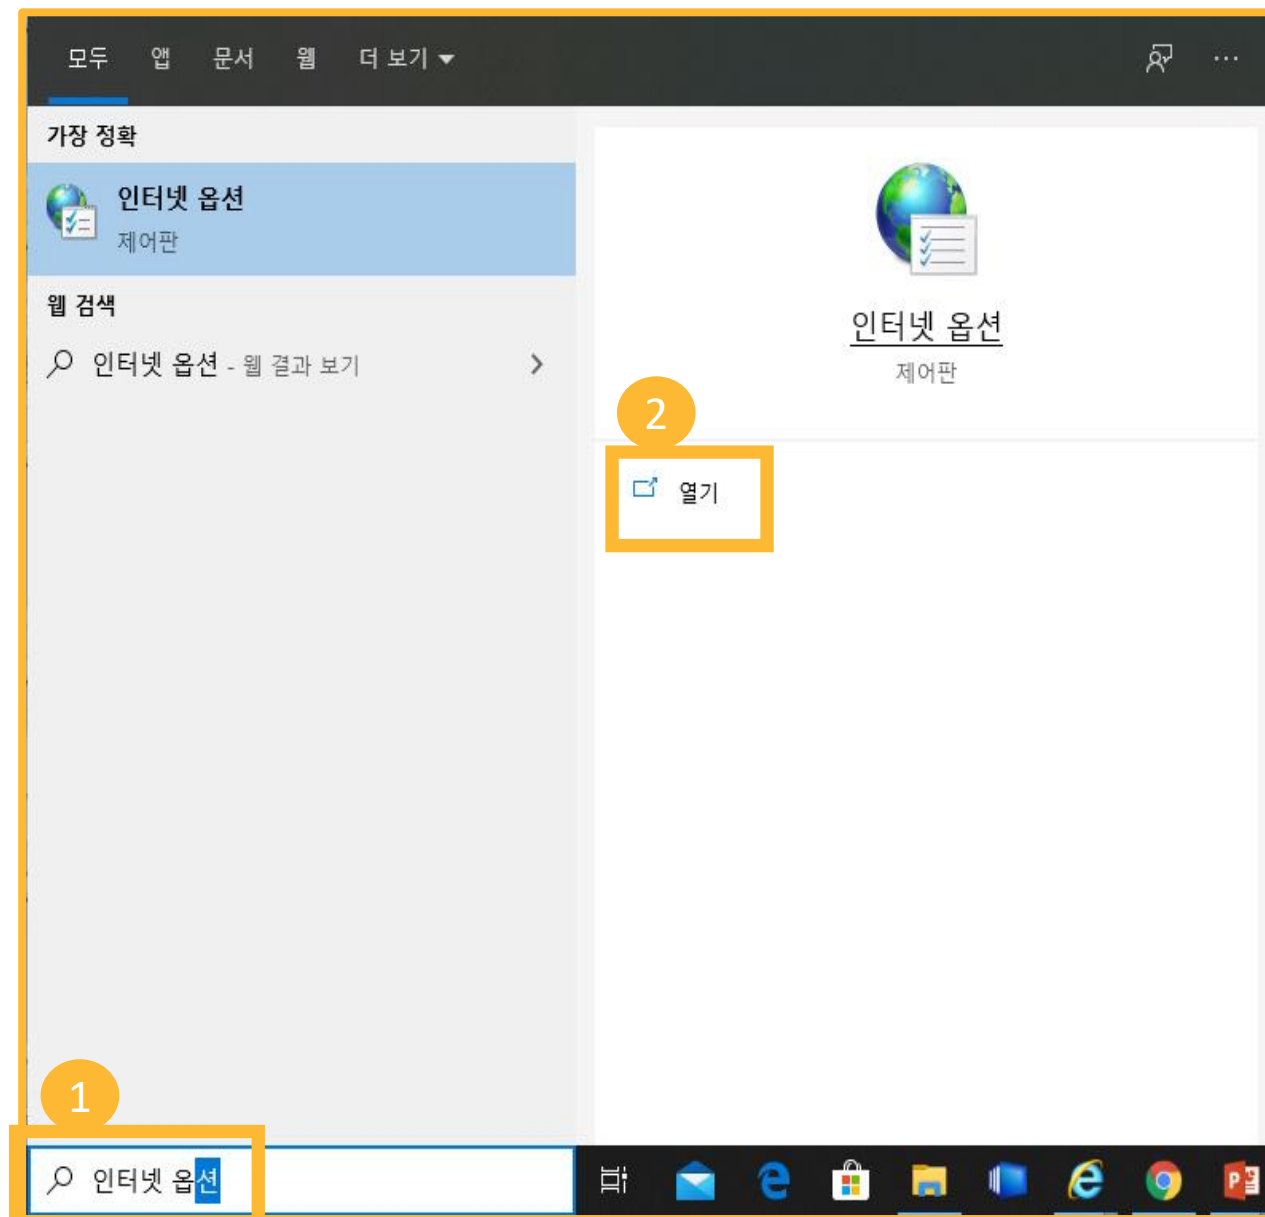 모두 앱 문서 웹 더 보기
가장 정확
인터넷 옵션
제어판
웹 검색
인터넷 옵션 - 웹 결과 보기
인터넷 옵션
제어판
2
열기
1
인터넷 옵션